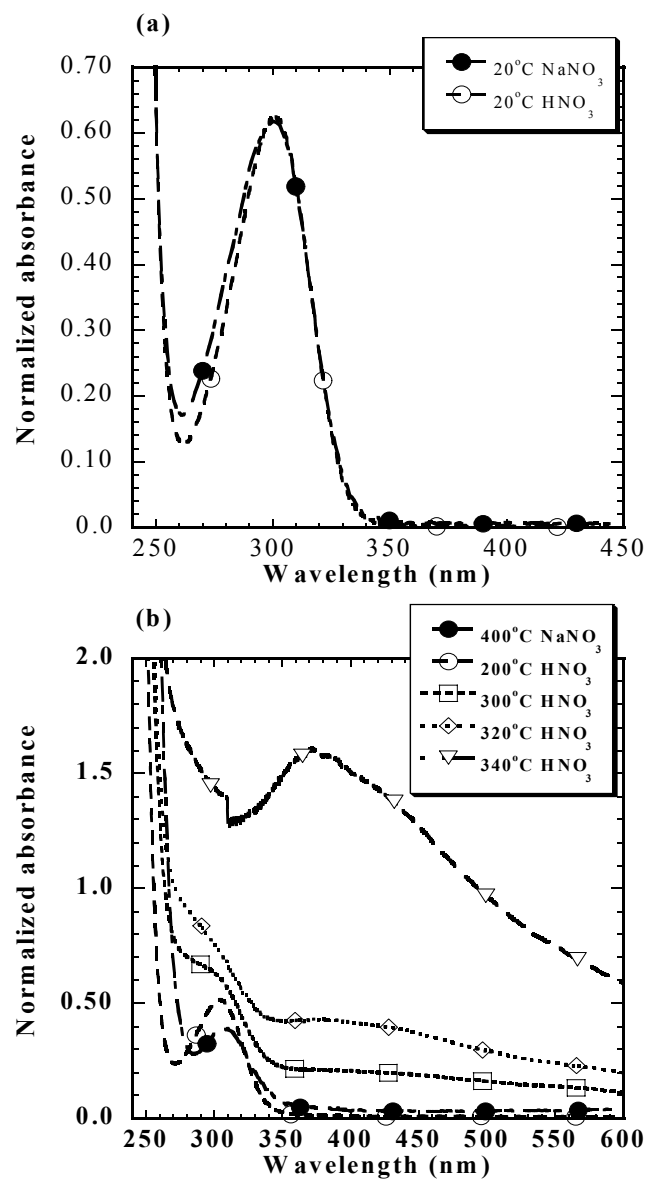 (a)
20°C NaNO₃
20°C HNO₃
Normalized absorbance
0.70
0.60
0.50
0.40
0.30
0.20
0.10
0.0
250 300 350 400 450
Wavelength (nm)
(b)
400°C NaNO₃
200°C HNO₃
300°C HNO₃
320°C HNO₃
340°C HNO₃
Normalized absorbance
2.0
1.5
1.0
0.50
0.0
250 300 350 400 450 500 550 600
Wavelength (nm)